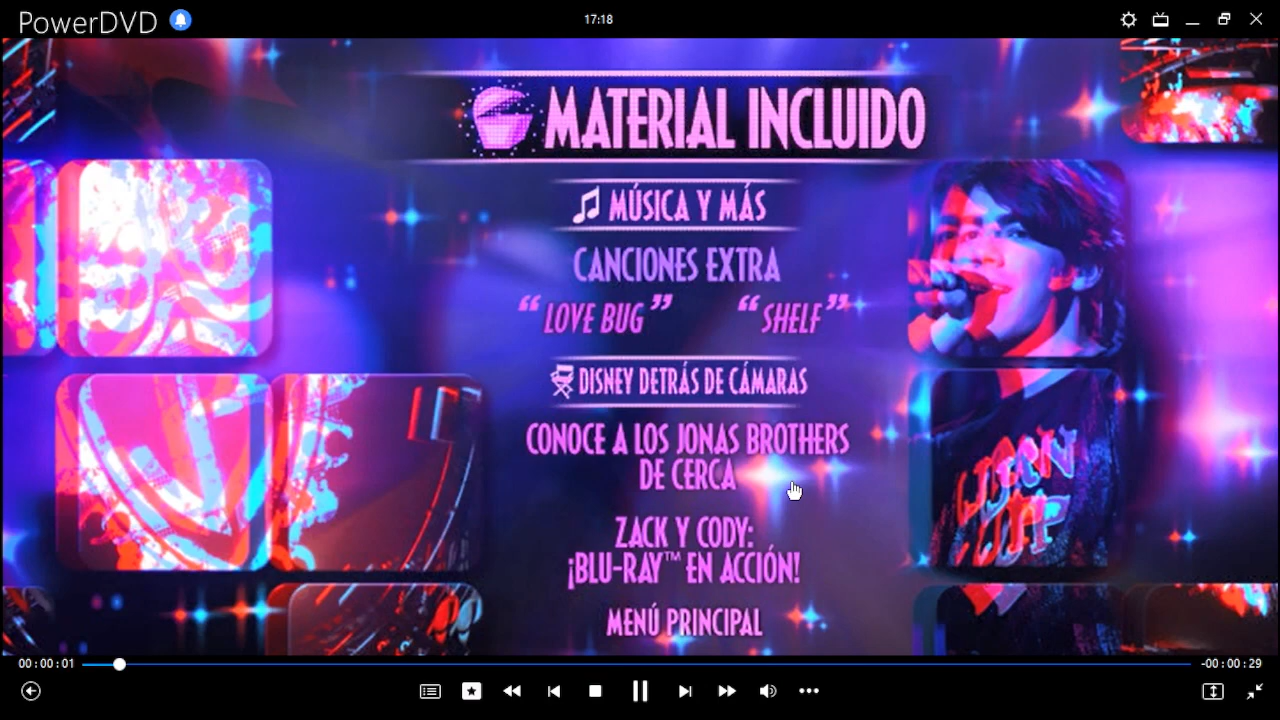 PowerDVD
17:18
MATERIAL INCLUIDO
MÚSICA Y MÁS
CANCIONES EXTRA
“LOVE BUG” “SHELF”
DISNEY DETRÁS DE CÁMARAS
CONOCE A LOS JONAS BROTHERS
DE CERCA
ZACK Y CODY:
¡BLU-RAY™ EN ACCIÓN!
MENÚ PRINCIPAL
00:00:01 -00:00:29